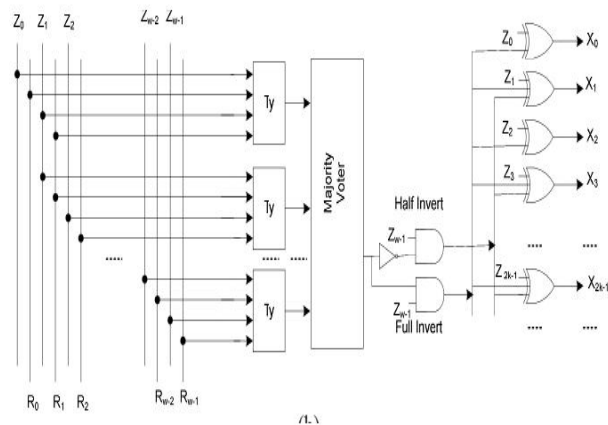 Z0 Z1 Z2 Zw-2 Zw-1
Ty
Ty
Ty
Majority Voter
Half Invert
Zw-1
Zw-1
Full Invert
Z0 X0
Z1 X1
Z2 X2
Z3 X3
Z2k-1 X2k-1
R0 R1 R2 Rw-2 Rw-1